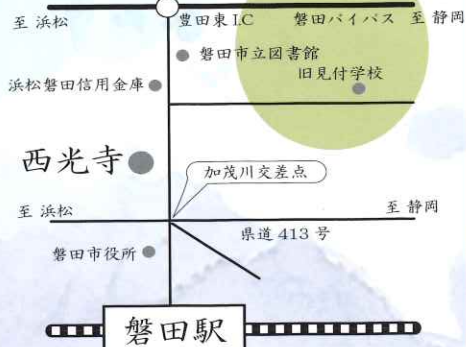 至 浜松
豊田東I.C
磐田バイパス
至 静岡
磐田市立図書館
旧見付学校
浜松磐田信用金庫
西光寺
加茂川交差点
至 浜松
至 静岡
県道413号
磐田市役所
磐田駅